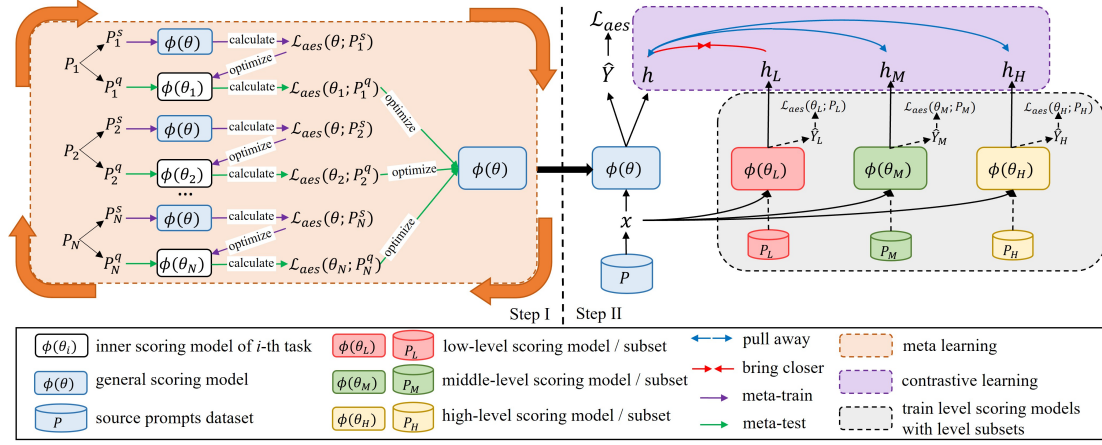 P_1 P_1^s ϕ(θ) calculate ℒ_aes(θ; P_1^s)
optimize
P_1^q ϕ(θ_1) calculate ℒ_aes(θ_1; P_1^q) optimize
P_2 P_2^s ϕ(θ) calculate ℒ_aes(θ; P_2^s)
optimize
P_2^q ϕ(θ_2) calculate ℒ_aes(θ_2; P_2^q) optimize ϕ(θ)
...
P_N P_N^s ϕ(θ) calculate ℒ_aes(θ; P_N^s)
optimize
P_N^q ϕ(θ_N) calculate ℒ_aes(θ_N; P_N^q) optimize
Step I
Step II
ℒ_aes
Ŷ h h_L h_M h_H
ℒ_aes(θ_L; P_L) ℒ_aes(θ_M; P_M) ℒ_aes(θ_H; P_H)
Ŷ_L Ŷ_M Ŷ_H
ϕ(θ) ϕ(θ_L) ϕ(θ_M) ϕ(θ_H)
x
P P_L P_M P_H
ϕ(θ_i) inner scoring model of i-th task
ϕ(θ) general scoring model
P source prompts dataset
ϕ(θ_L) P_L low-level scoring model / subset
ϕ(θ_M) P_M middle-level scoring model / subset
ϕ(θ_H) P_H high-level scoring model / subset
pull away
bring closer
meta-train
meta-test
meta learning
contrastive learning
train level scoring models
with level subsets